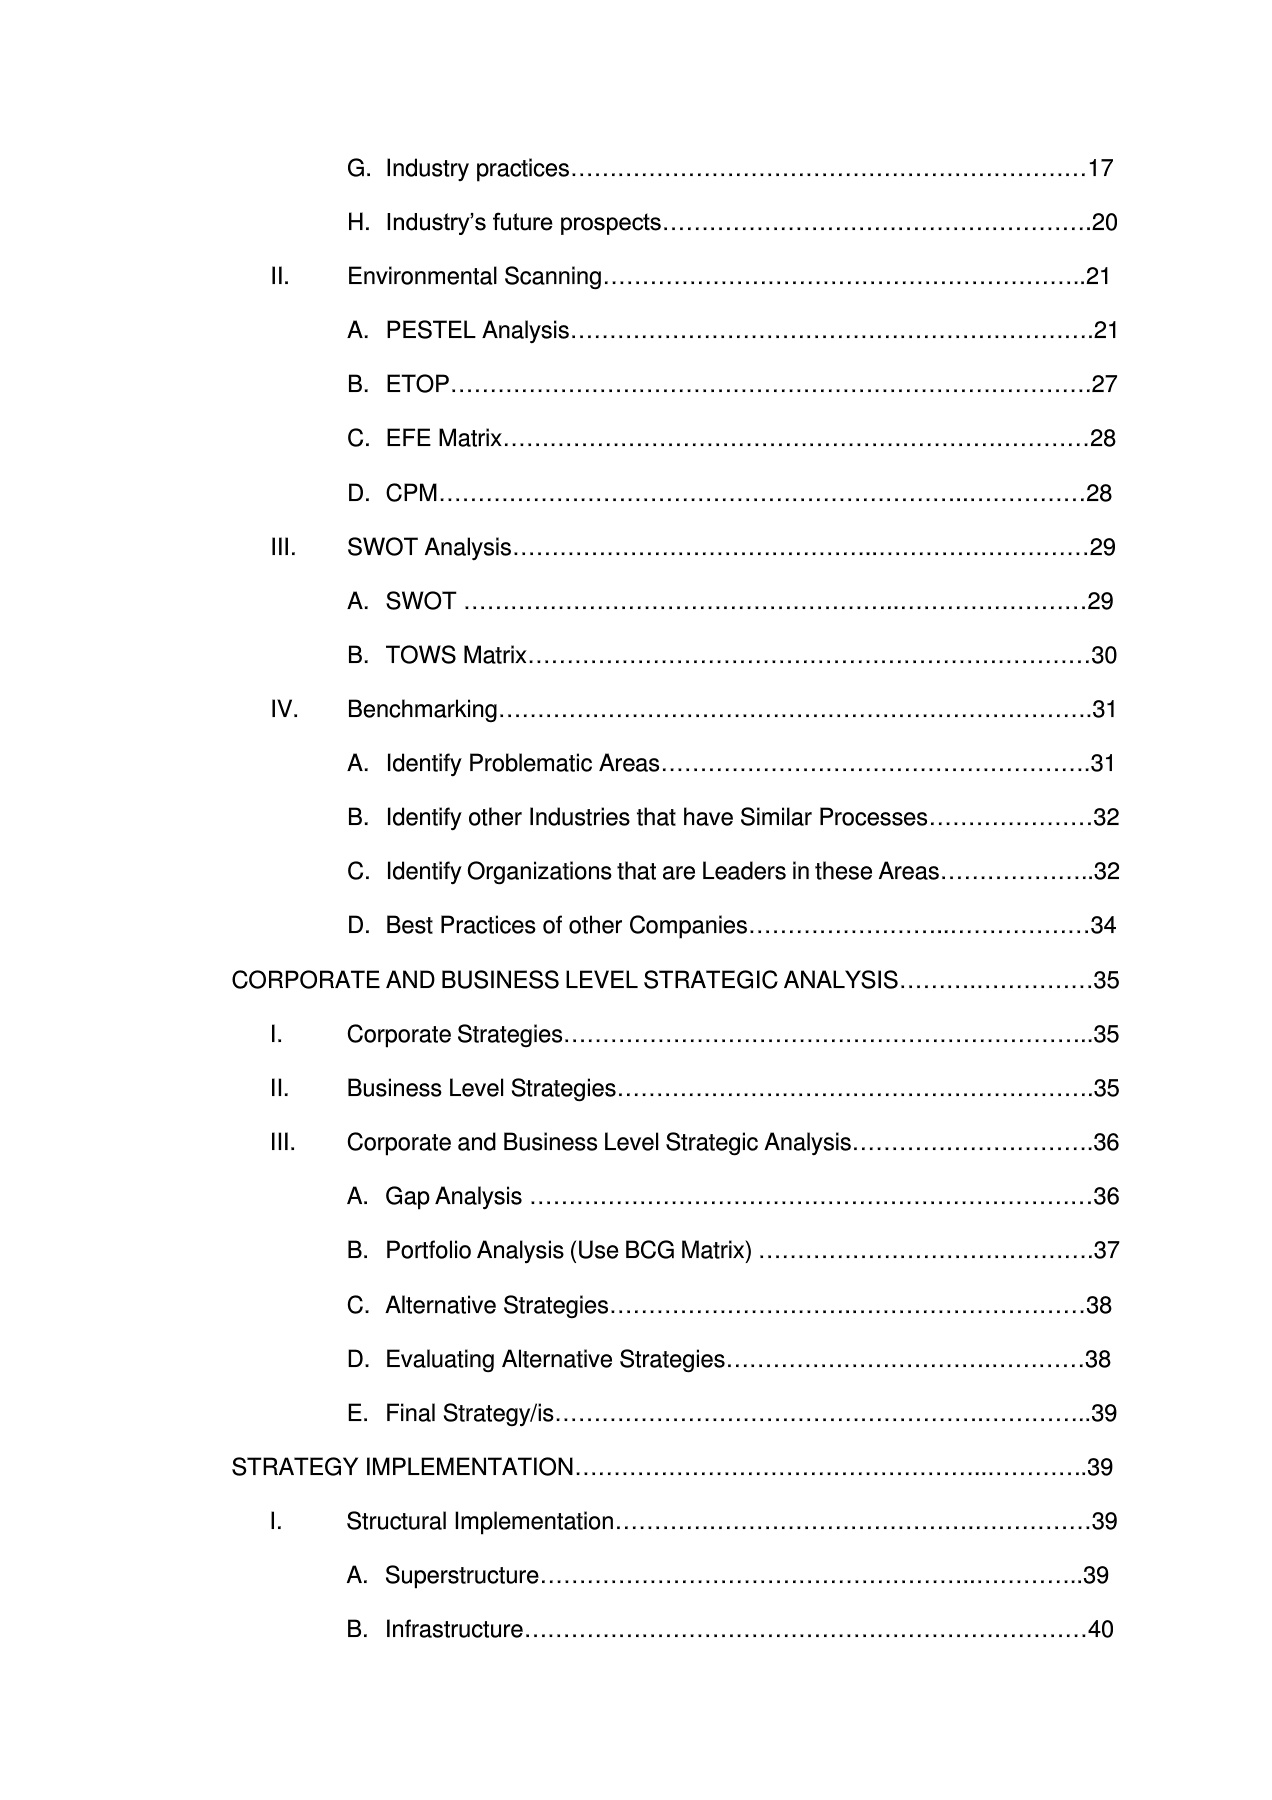 G. Industry practices……………………………………………………………17
H. Industry’s future prospects……………………………………………….20
II. Environmental Scanning……………………………………………………..21
A. PESTEL Analysis………………………………………………………….21
B. ETOP……………………………………………………………………….27
C. EFE Matrix…………………………………………………………………28
D. CPM…………………………………………………………..……………28
III. SWOT Analysis………………………………………..………………………29
A. SWOT ………………………………………………..……………………29
B. TOWS Matrix………………………………………………………………30
IV. Benchmarking………………………………………………………………….31
A. Identify Problematic Areas……………………………………………….31
B. Identify other Industries that have Similar Processes…………………32
C. Identify Organizations that are Leaders in these Areas………………..32
D. Best Practices of other Companies……………………..………………34
CORPORATE AND BUSINESS LEVEL STRATEGIC ANALYSIS……….……………35
I. Corporate Strategies…………………………………………………………..35
II. Business Level Strategies…………………………………………………….35
III. Corporate and Business Level Strategic Analysis………………………….36
A. Gap Analysis ………………………………………………………………36
B. Portfolio Analysis (Use BCG Matrix) …………………………………….37
C. Alternative Strategies………………………….…………………………38
D. Evaluating Alternative Strategies…………………………….…………38
E. Final Strategy/is……………………………………………….…………..39
STRATEGY IMPLEMENTATION……………………………………………..………….39
I. Structural Implementation……………………………………….……………39
A. Superstructure………………………………………………..…………..39
B. Infrastructure………………………………………………………………40